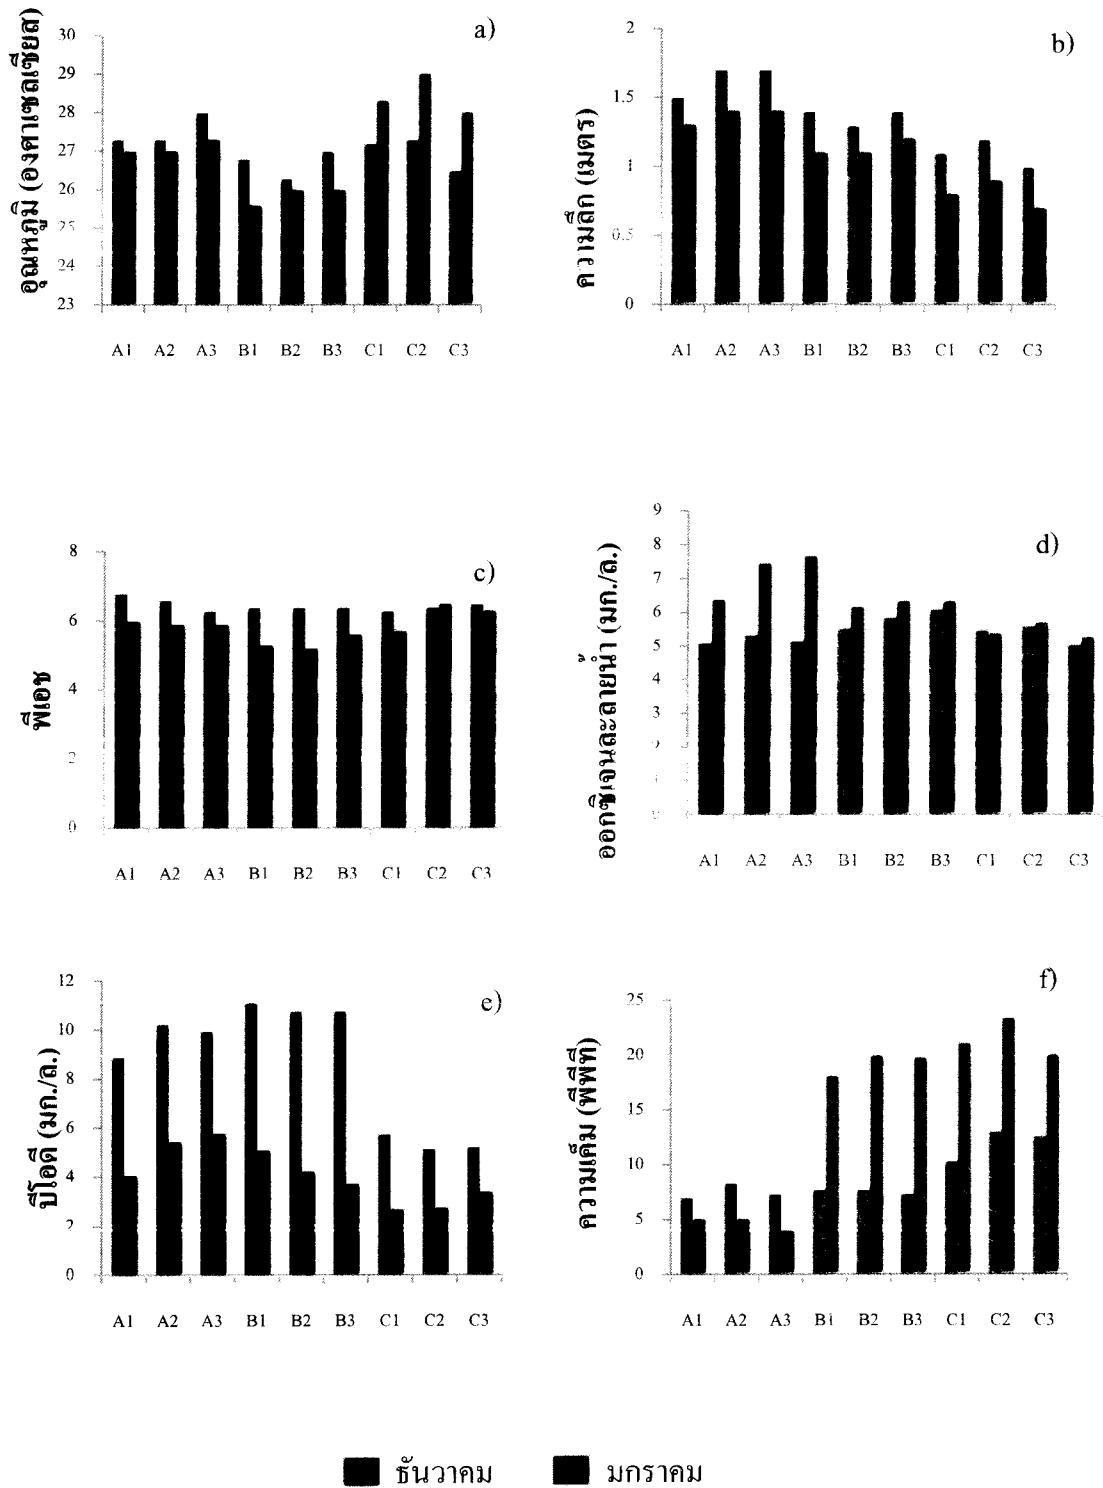 a)
อุณหภูมิ (องศาเซลเซียส)
30
29
28
27
26
25
24
23
A1 A2 A3 B1 B2 B3 C1 C2 C3
b)
ความลึก (เมตร)
2
1.5
1
0.5
0
A1 A2 A3 B1 B2 B3 C1 C2 C3
c)
พีเอช
8
6
4
2
0
A1 A2 A3 B1 B2 B3 C1 C2 C3
d)
ออกซิเจนละลายน้ำ (มก./ล.)
9
8
7
6
5
4
3
A1 A2 A3 B1 B2 B3 C1 C2 C3
e)
บีโอดี (มก./ล.)
12
10
8
6
4
2
0
A1 A2 A3 B1 B2 B3 C1 C2 C3
f)
ความเค็ม (พีพีที)
25
20
15
10
5
0
A1 A2 A3 B1 B2 B3 C1 C2 C3
ธันวาคม มกราคม